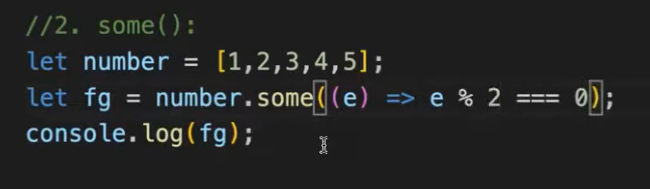 //2. some():
let number = [1,2,3,4,5];
let fg = number.some((e) => e % 2 === 0);
console.log(fg);